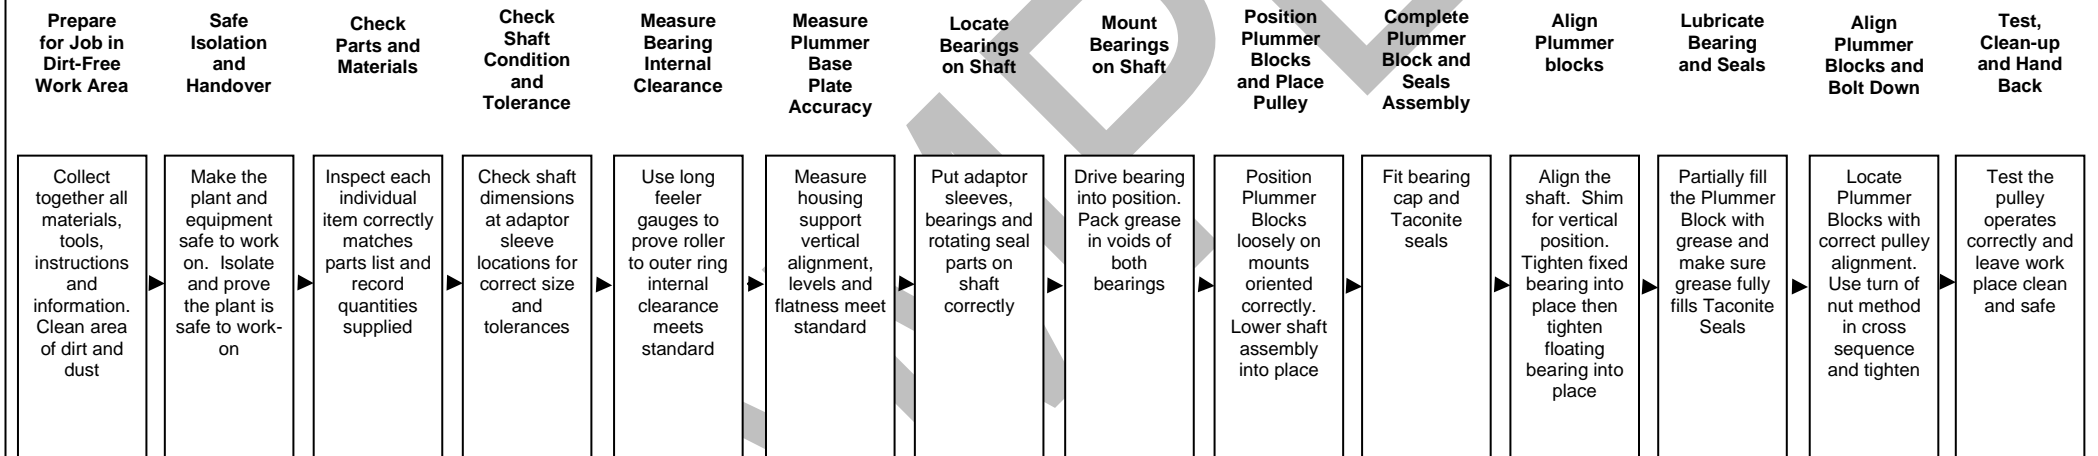 Prepare
for Job in
Dirt-Free
Work Area
Safe
Isolation
and
Handover
Check
Parts and
Materials
Check
Shaft
Condition
and
Tolerance
Measure
Bearing
Internal
Clearance
Measure
Plummer
Base
Plate
Accuracy
Locate
Bearings
on Shaft
Mount
Bearings
on Shaft
Position
Plummer
Blocks
and Place
Pulley
Complete
Plummer
Block and
Seals
Assembly
Align
Plummer
blocks
Lubricate
Bearing
and Seals
Align
Plummer
Blocks and
Bolt Down
Test,
Clean-up
and Hand
Back
Collect
together all
materials,
tools,
instructions
and
information.
Clean area
of dirt and
dust
Make the
plant and
equipment
safe to work
on. Isolate
and prove
the plant is
safe to work-
on
Inspect each
individual
item correctly
matches
parts list and
record
quantities
supplied
Check shaft
dimensions
at adaptor
sleeve
locations for
correct size
and
tolerances
Use long
feeler
gauges to
prove roller
to outer ring
internal
clearance
meets
standard
Measure
housing
support
vertical
alignment,
levels and
flatness meet
standard
Put adaptor
sleeves,
bearings and
rotating seal
parts on
shaft
correctly
Drive bearing
into position.
Pack grease
in voids of
both
bearings
Position
Plummer
Blocks
loosely on
mounts
oriented
correctly.
Lower shaft
assembly
into place
Fit bearing
cap and
Taconite
seals
Align the
shaft. Shim
for vertical
position.
Tighten fixed
bearing into
place then
tighten
floating
bearing into
place
Partially fill
the Plummer
Block with
grease and
make sure
grease fully
fills Taconite
Seals
Locate
Plummer
Blocks with
correct pulley
alignment.
Use turn of
nut method
in cross
sequence
and tighten
Test the
pulley
operates
correctly and
leave work
place clean
and safe